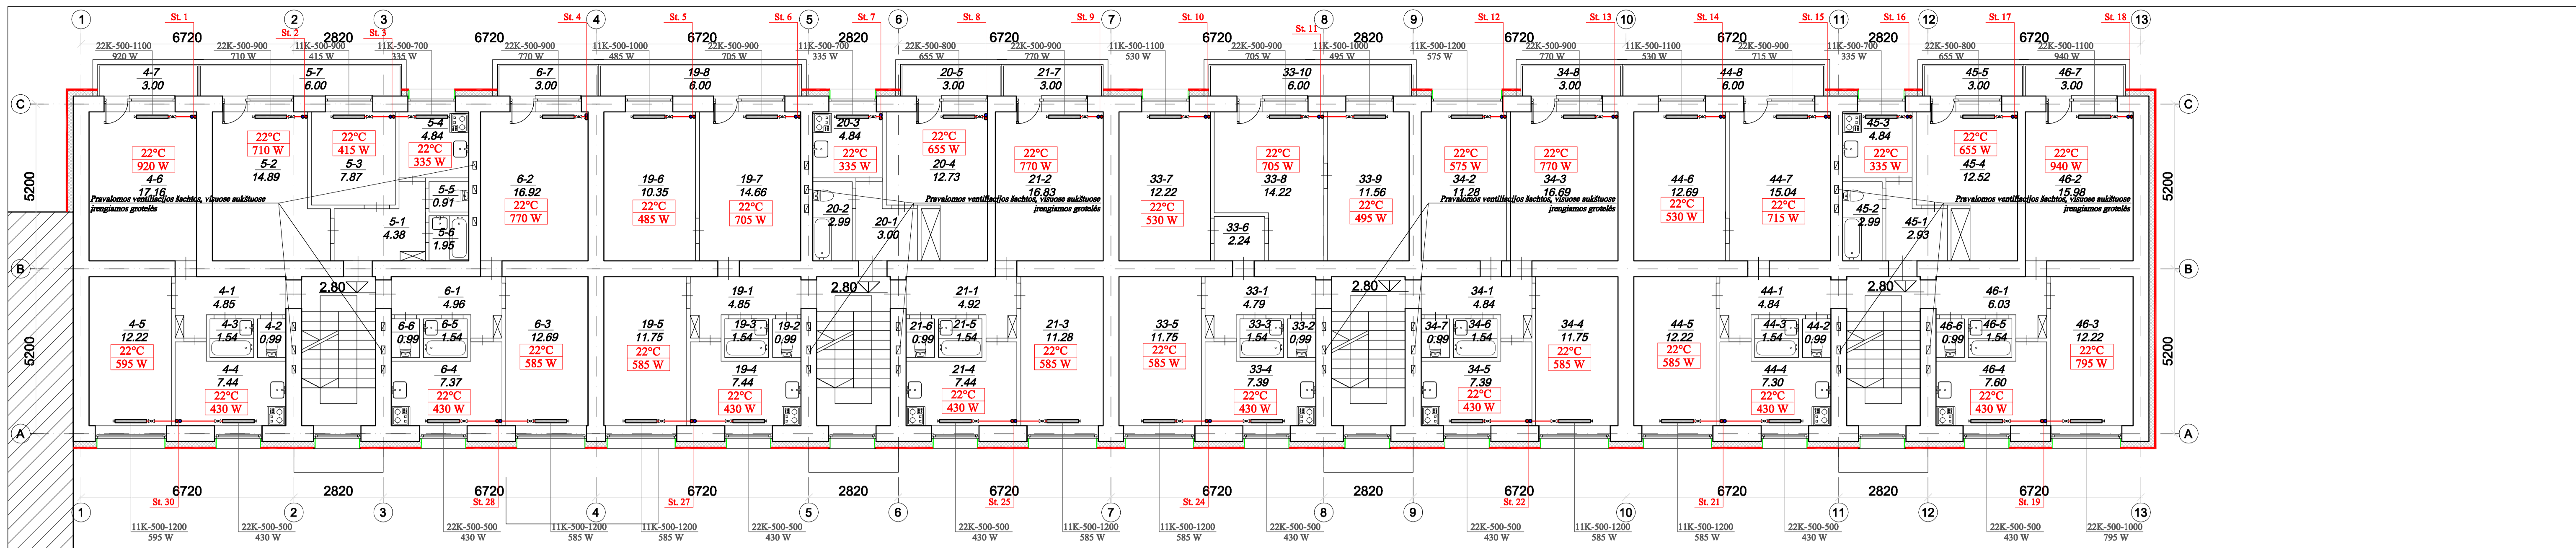 1 St. 1 2 3 St. 4 4 St. 5 St. 6 5 St. 7 6 St. 8 St. 9 7 St. 10 8 9 St. 12 St. 13 10 St. 14 St. 15 11 St. 16 12 St. 17 St. 18 13
St. 2 St. 3 St. 11
6720 2820 6720 6720 2820 6720 6720 2820 6720 6720 2820 6720
22K-500-1100 22K-500-900 11K-500-900 11K-500-700 22K-500-900 11K-500-1000 22K-500-900 11K-500-700 22K-500-800 22K-500-900 11K-500-1100 22K-500-900 11K-500-1000 11K-500-1200 22K-500-900 11K-500-1100 22K-500-900 11K-500-700 22K-500-800 22K-500-1100
920 W 710 W 415 W 335 W 770 W 485 W 705 W 335 W 655 W 770 W 530 W 705 W 495 W 575 W 770 W 530 W 715 W 335 W 655 W 940 W
4-7 5-7 6-7 19-8 20-5 21-7 33-10 34-8 44-8 45-5 46-7
3.00 6.00 3.00 6.00 3.00 3.00 6.00 3.00 6.00 3.00 3.00
C C
5-4 20-3 45-3
4.84 4.84 4.84
22°C 22°C 22°C 22°C 22°C 22°C 22°C 22°C 22°C 22°C 22°C 22°C 22°C 22°C
920 W 710 W 415 W 335 W 335 W 655 W 770 W 705 W 575 W 770 W 335 W 655 W 940 W
4-6 5-2 5-3 6-2 19-6 19-7 20-4 21-2 33-7 33-8 33-9 34-2 34-3 44-6 44-7 45-4 46-2
17.16 14.89 7.87 16.92 10.35 14.66 12.73 16.83 12.22 14.22 11.56 11.28 16.69 12.69 15.04 12.52 15.98
5-5
0.91
Pravalomos ventiliacijos šachtos, visuose aukštuose
įrengiamos grotelės
Pravalomos ventiliacijos šachtos, visuose aukštuose
įrengiamos grotelės
Pravalomos ventiliacijos šachtos, visuose aukštuose
įrengiamos grotelės
Pravalomos ventiliacijos šachtos, visuose aukštuose
įrengiamos grotelės
22°C 22°C 22°C 22°C 22°C 22°C 22°C
770 W 485 W 705 W 530 W 495 W 530 W 715 W
5200 5200
5-1 5-6 20-2 20-1 33-6 45-2 45-1
4.38 1.95 2.99 3.00 2.24 2.99 2.93
B B
2.80 2.80 2.80 2.80
4-1 6-1 19-1 21-1 33-1 34-1 44-1 46-1
4.85 4.96 4.85 4.92 4.79 4.84 4.84 6.03
4-5 4-3 4-2 6-6 6-5 6-3 19-5 19-3 19-2 21-6 21-5 21-3 33-5 33-3 33-2 34-7 34-6 34-4 44-5 44-3 44-2 46-6 46-5 46-3
12.22 1.54 0.99 0.99 1.54 12.69 11.75 1.54 0.99 0.99 1.54 11.28 11.75 1.54 0.99 0.99 1.54 11.75 12.22 1.54 0.99 0.99 1.54 12.22
22°C 22°C 22°C 22°C 22°C 22°C 22°C 22°C
595 W 585 W 585 W 585 W 585 W 585 W 585 W 795 W
5200 5200
4-4 6-4 19-4 21-4 33-4 34-5 44-4 46-4
7.44 7.37 7.44 7.44 7.39 7.39 7.30 7.60
22°C 22°C 22°C 22°C 22°C 22°C 22°C 22°C
430 W 430 W 430 W 430 W 430 W 430 W 430 W 430 W
A A
6720 2820 6720 6720 2820 6720 6720 2820 6720 6720 2820 6720
St. 30 St. 28 St. 27 St. 25 St. 24 St. 22 St. 21 St. 19
1 2 3 4 5 6 7 8 9 10 11 12 13
11K-500-1200 22K-500-500 22K-500-500 11K-500-1200 11K-500-1200 22K-500-500 22K-500-500 11K-500-1200 11K-500-1200 22K-500-500 22K-500-500 11K-500-1200 11K-500-1200 22K-500-500 22K-500-500 22K-500-1000
595 W 430 W 430 W 585 W 585 W 430 W 430 W 585 W 585 W 430 W 430 W 585 W 585 W 430 W 430 W 795 W